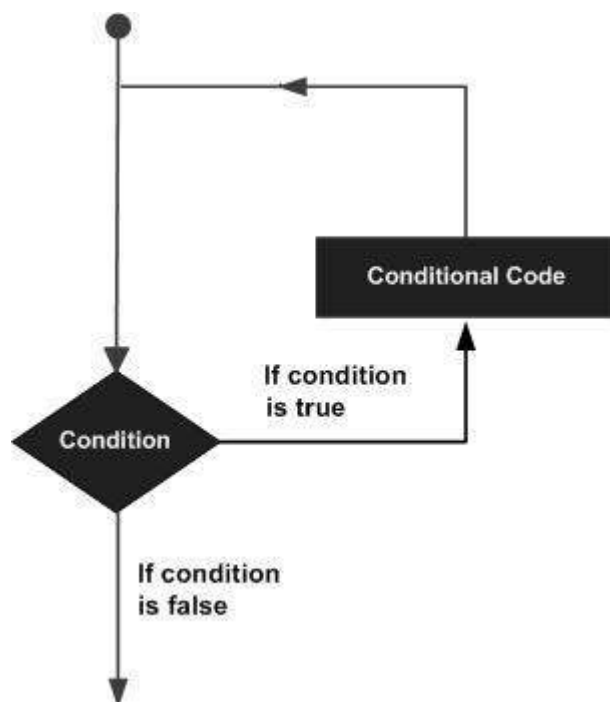 Conditional Code
If condition
is true
Condition
If condition
is false